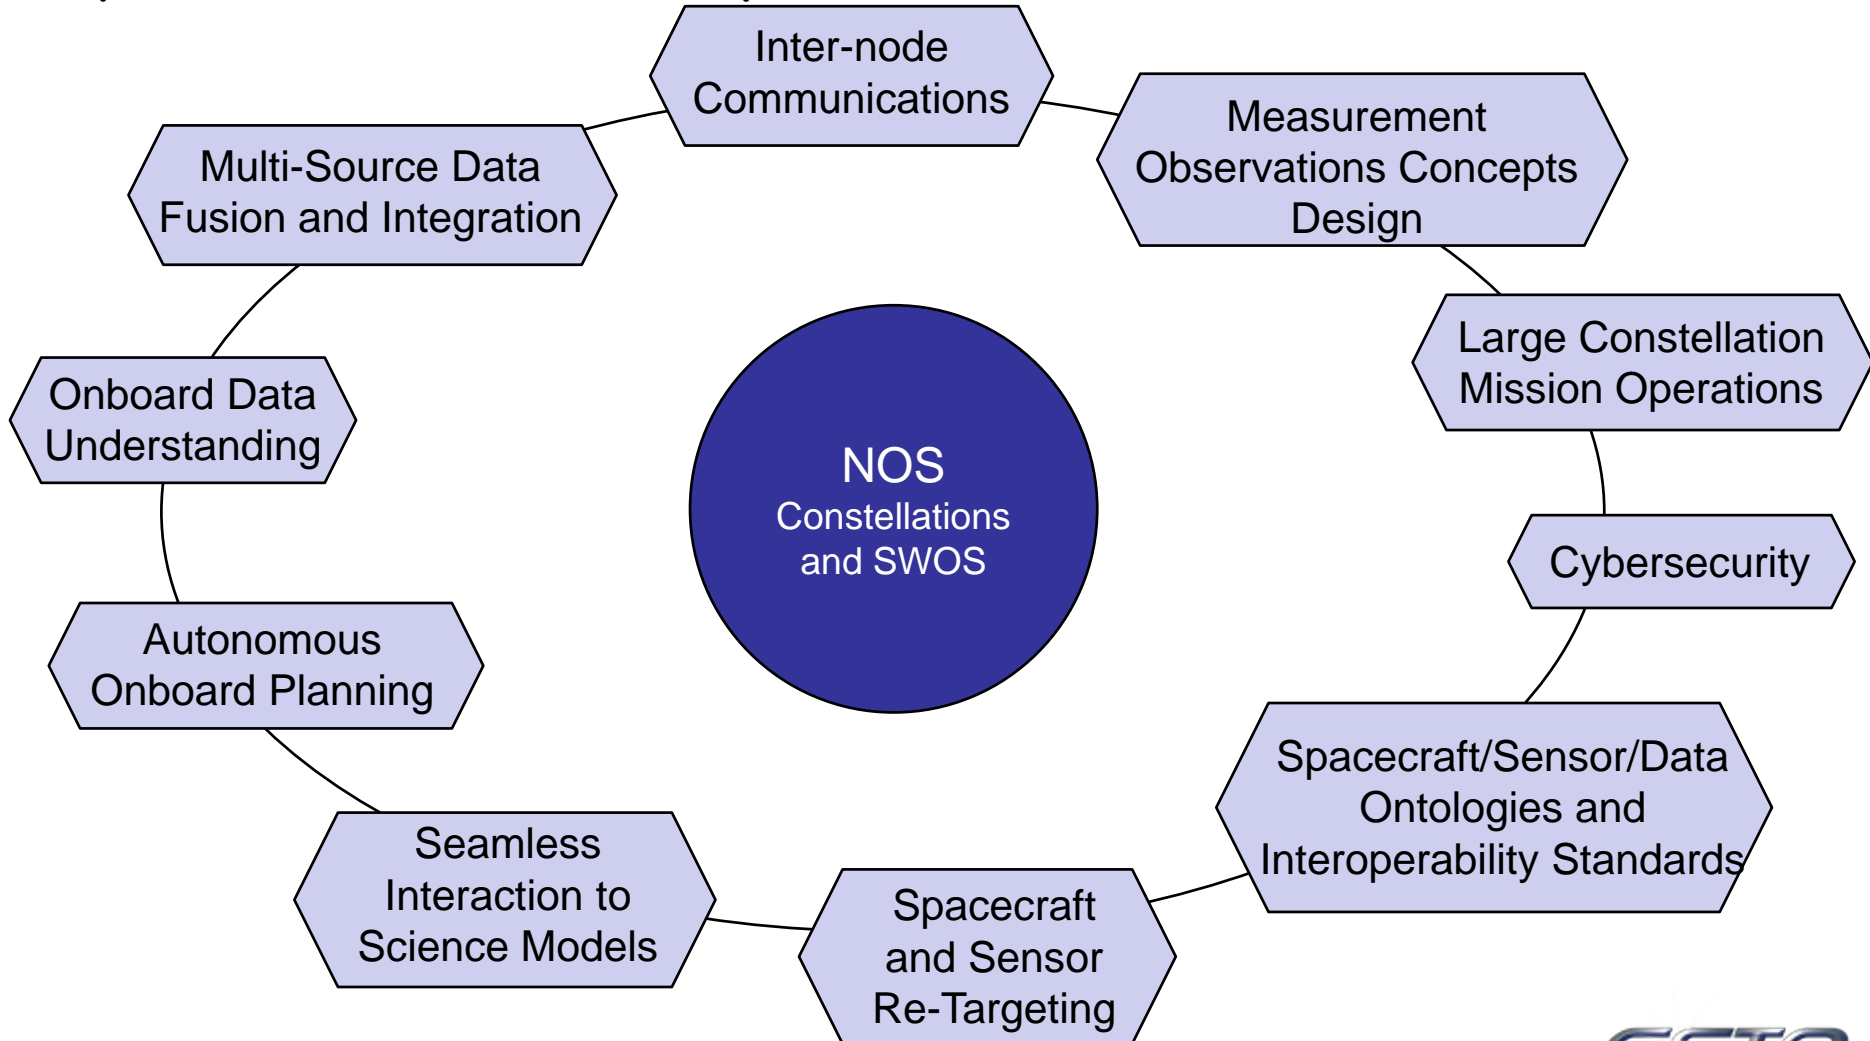 Inter-node
Communications
Measurement
Observations Concepts
Design
Multi-Source Data
Fusion and Integration
Large Constellation
Mission Operations
Onboard Data
Understanding
NOS
Constellations
and SWOS
Cybersecurity
Autonomous
Onboard Planning
Spacecraft/Sensor/Data
Ontologies and
Interoperability Standards
Seamless
Interaction to
Science Models
Spacecraft
and Sensor
Re-Targeting